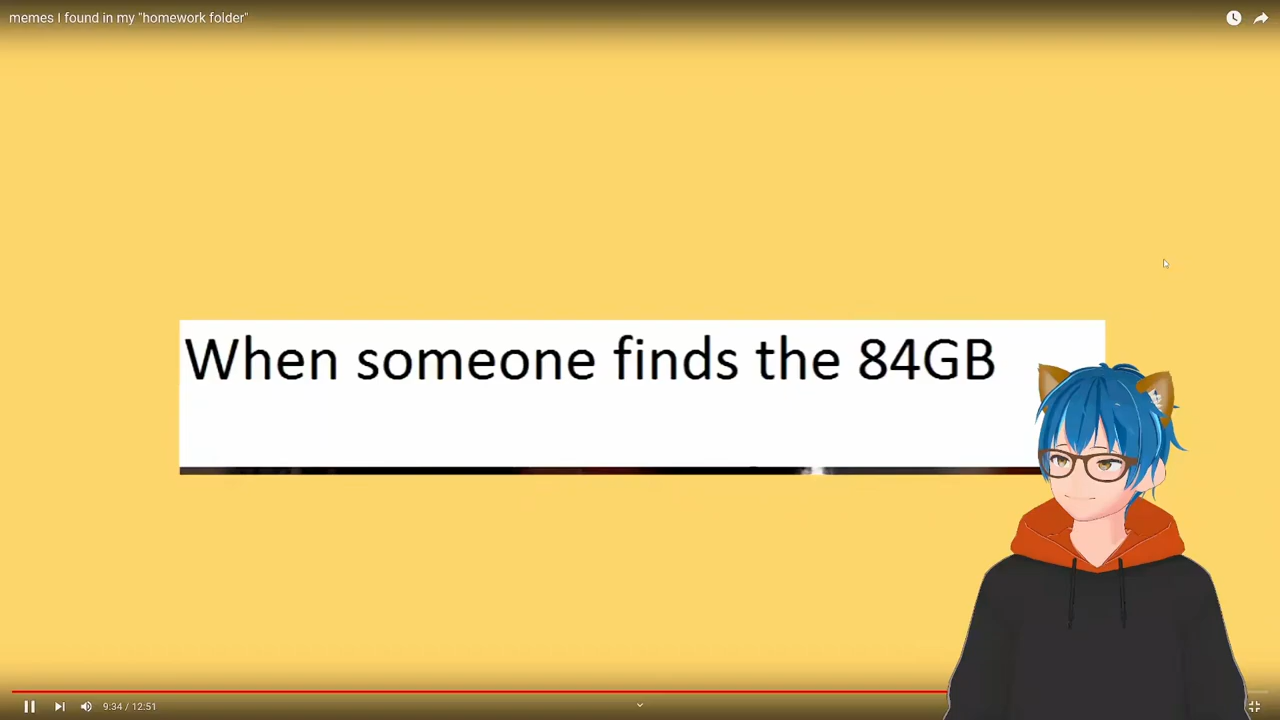 memes I found in my "homework folder"
When someone finds the 84GB
9:34 / 12:51